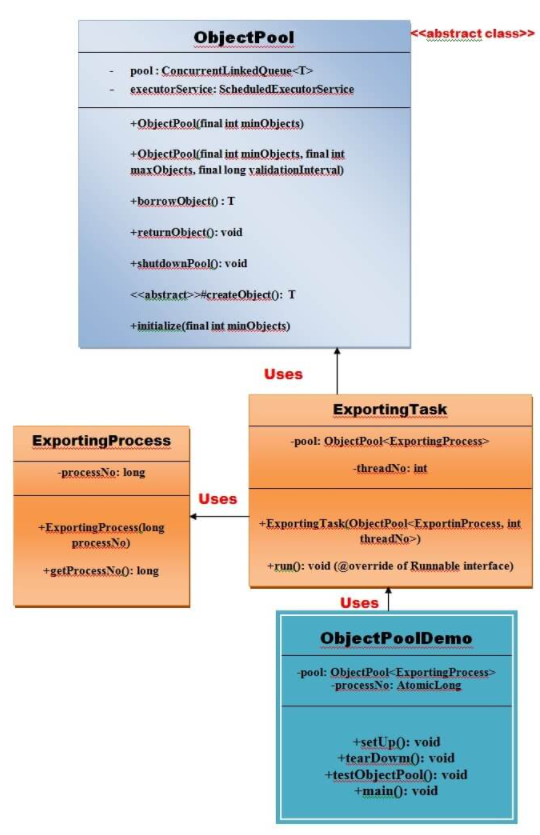 ObjectPool
<<abstract class>>
- pool : ConcurrentLinkedQueue<T>
- executorService: ScheduledExecutorService
+ObjectPool(final int minObjects)
+ObjectPool(final int minObjects, final int
maxObjects, final long validationInterval)
+borrowObject() : T
+returnObject(): void
+shutdownPool(): void
<<abstract>>#createObject(): T
+initialize(final int minObjects)
Uses
ExportingTask
-pool: ObjectPool<ExportingProcess>
-threadNo: int
+ExportingTask(ObjectPool<ExportinProcess, int
threadNo>)
+run(): void (@override of Runnable interface)
ExportingProcess
-processNo: long
+ExportingProcess(long
processNo)
+getProcessNo(): long
Uses
Uses
ObjectPoolDemo
-pool: ObjectPool<ExportingProcess>
-processNo: AtomicLong
+setUp(): void
+tearDowm(): void
+testObjectPool(): void
+main(): void